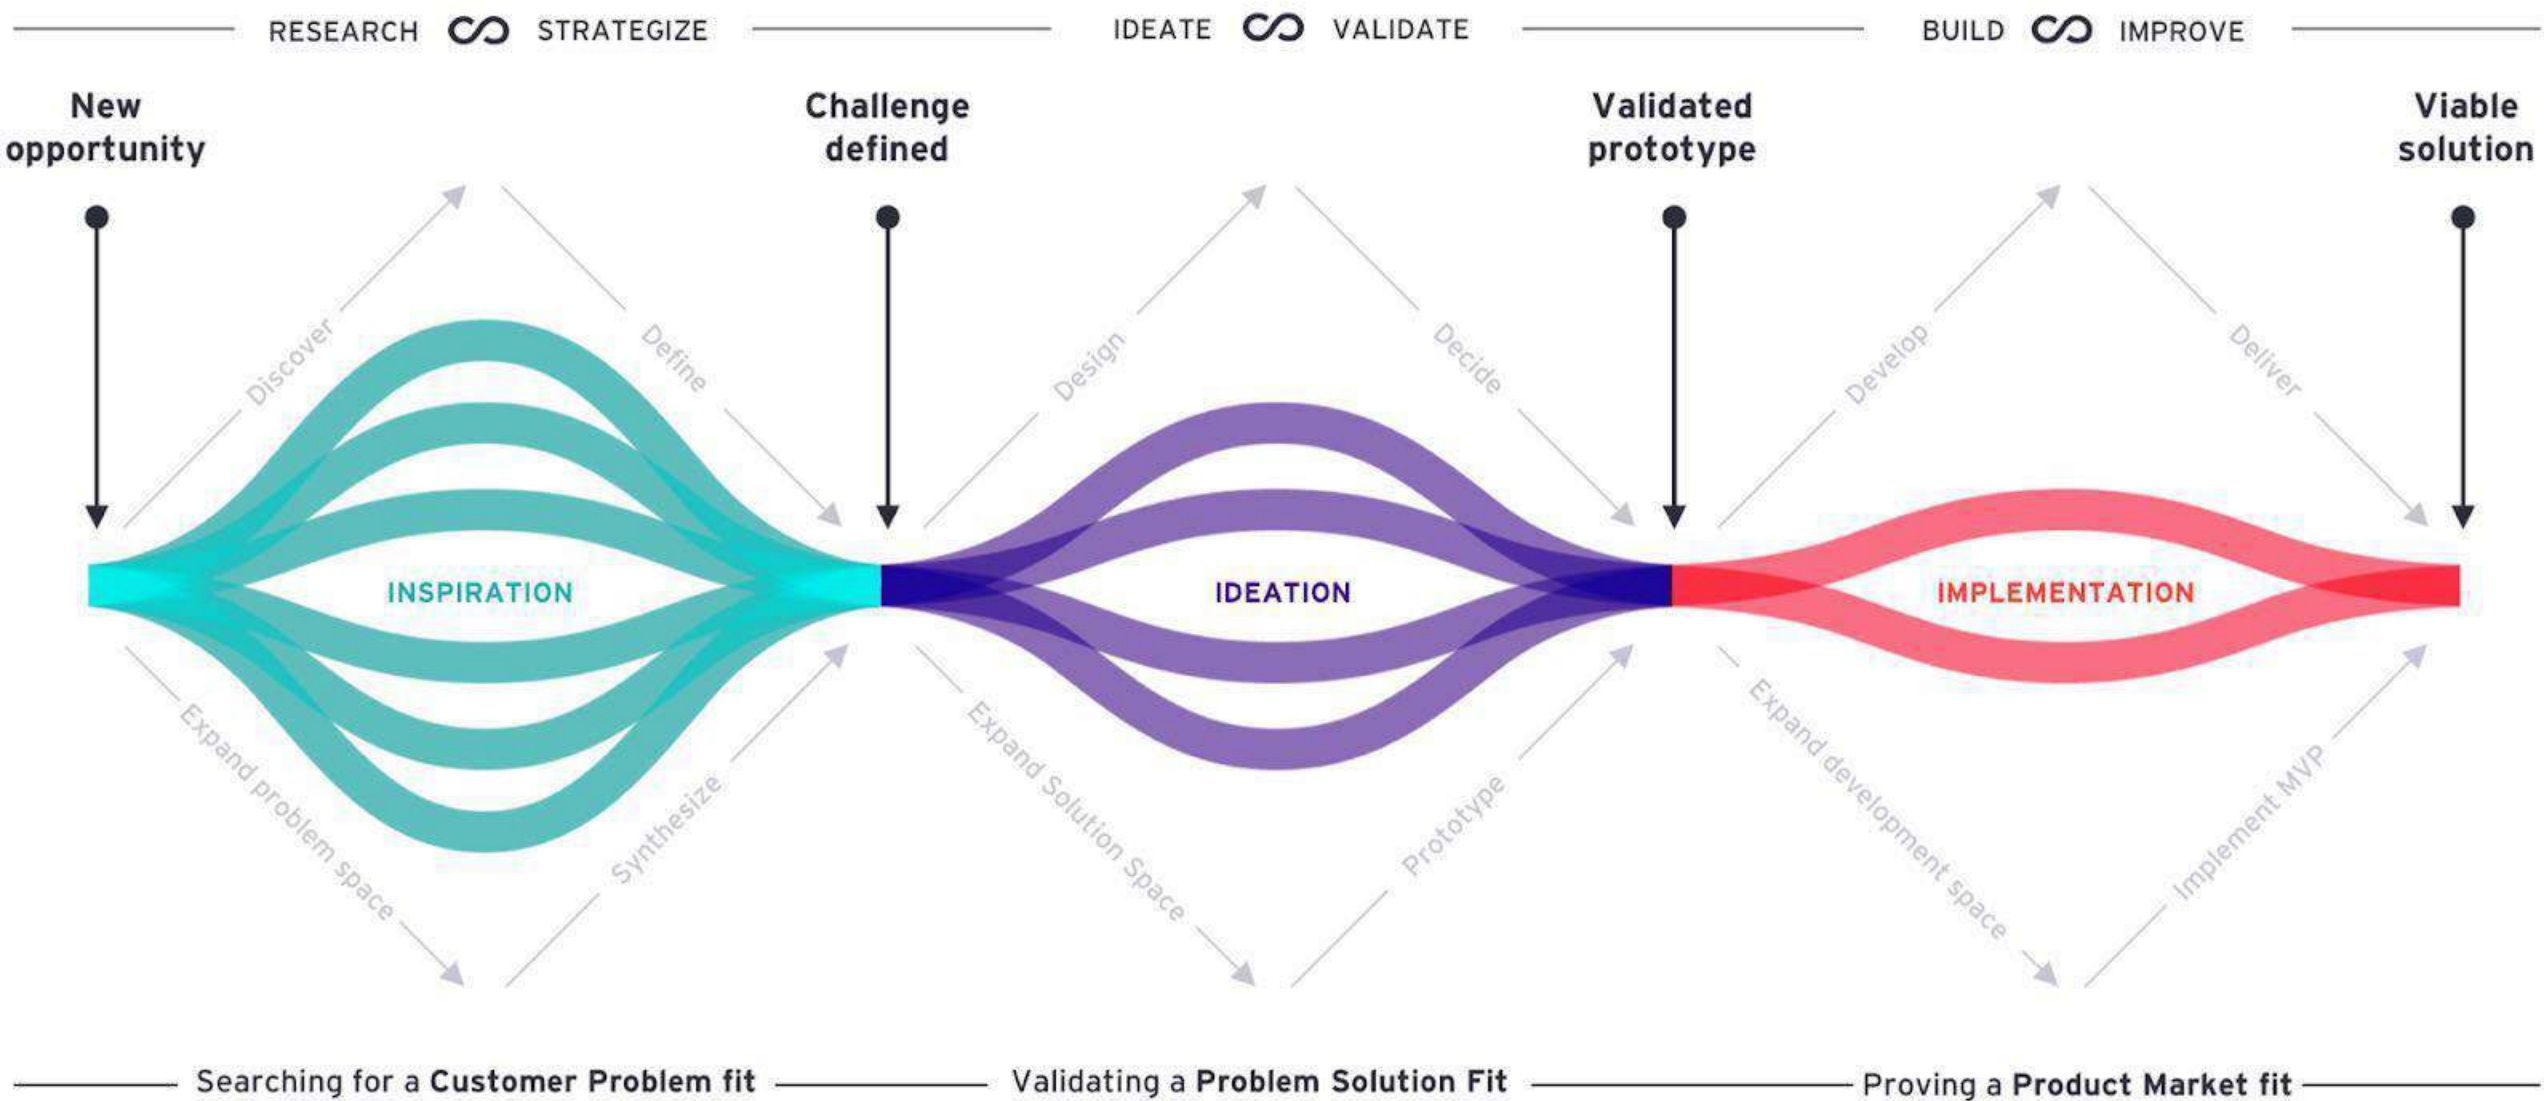 RESEARCH STRATEGIZE
IDEATE VALIDATE
BUILD IMPROVE
New
opportunity
Challenge
defined
Validated
prototype
Viable
solution
Discover
Define
Design
Decide
Develop
Deliver
INSPIRATION
IDEATION
IMPLEMENTATION
Expand problem space
Synthesize
Expand Solution Space
Prototype
Expand development space
Implement MVP
Searching for a Customer Problem fit
Validating a Problem Solution Fit
Proving a Product Market fit